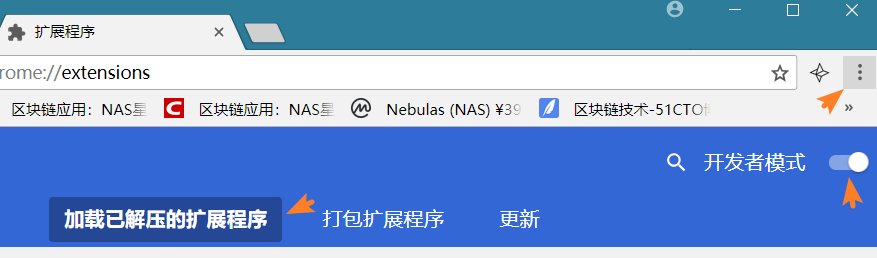 扩展程序
rome://extensions
区块链应用：NAS星 区块链应用：NAS星 Nebulas (NAS) ¥39 区块链技术-51CTO »
开发者模式
加载已解压的扩展程序 打包扩展程序 更新